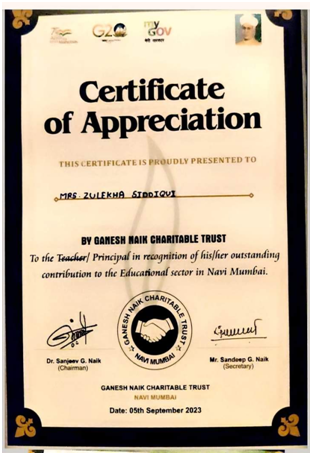 G20
my
GOV
मेरी सरकार
Certificate
of Appreciation
THIS CERTIFICATE IS PROUDLY PRESENTED TO
MRS. ZULEKHA SIDDIQUI
BY GANESH NAIK CHARITABLE TRUST
To the Teacher/ Principal in recognition of his/her outstanding
contribution to the Educational sector in Navi Mumbai.
GANESH NAIK CHARITABLE TRUST
NAVI MUMBAI
Dr. Sanjeev G. Naik
(Chairman)
Mr. Sandeep G. Naik
(Secretary)
GANESH NAIK CHARITABLE TRUST
NAVI MUMBAI
Date: 05th September 2023